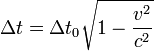 Δt = Δt₀√(1 − v²/c²)